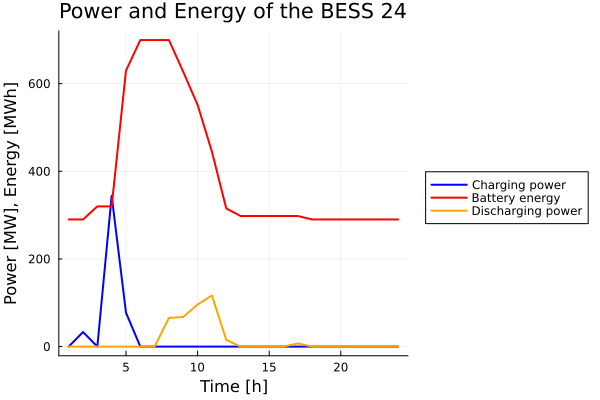 Power and Energy of the BESS 24
Power [MW], Energy [MWh]
600
400
200
0
5
10
15
20
Time [h]
Charging power
Battery energy
Discharging power